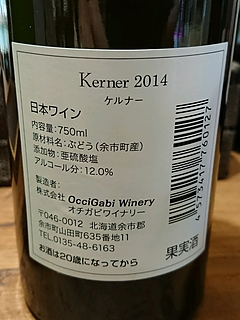 Kerner 2014
ケルナー
日本ワイン
内容量:750ml
原材料名:ぶどう(余市町産)
添加物:亜硫酸塩
アルコール分:12.0%
製造者:
株式会社 OcciGabi Winery
オチガビワイナリー
〒046-0012 北海道余市郡
余市町山田町635番地11
TEL.0135-48-6163
果実酒
お酒は20歳になってから
4573417760727